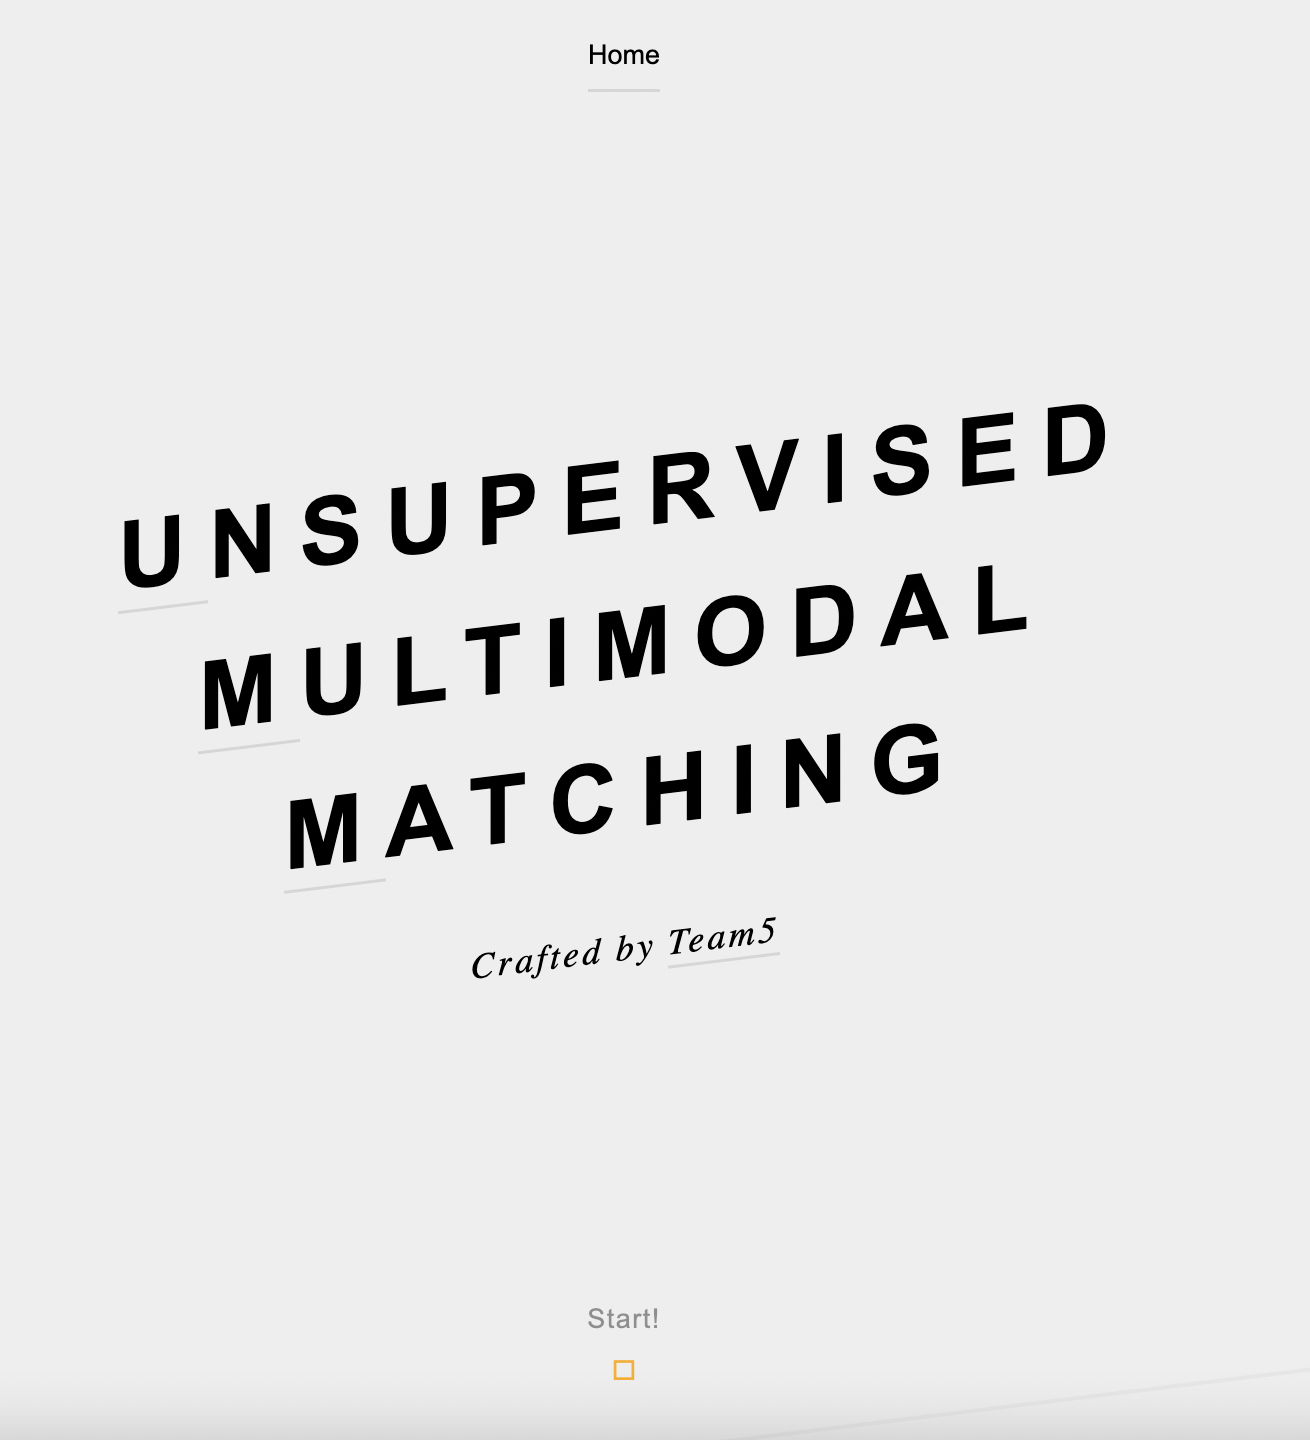 Home
UNSUPERVISED
MULTIMODAL
MATCHING
Crafted by Team5
Start!